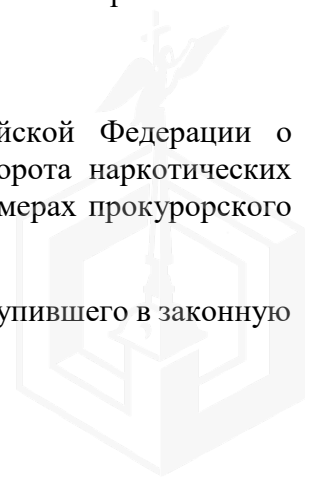 йской Федерации о
орота наркотических
мерах прокурорского
упившего в законную